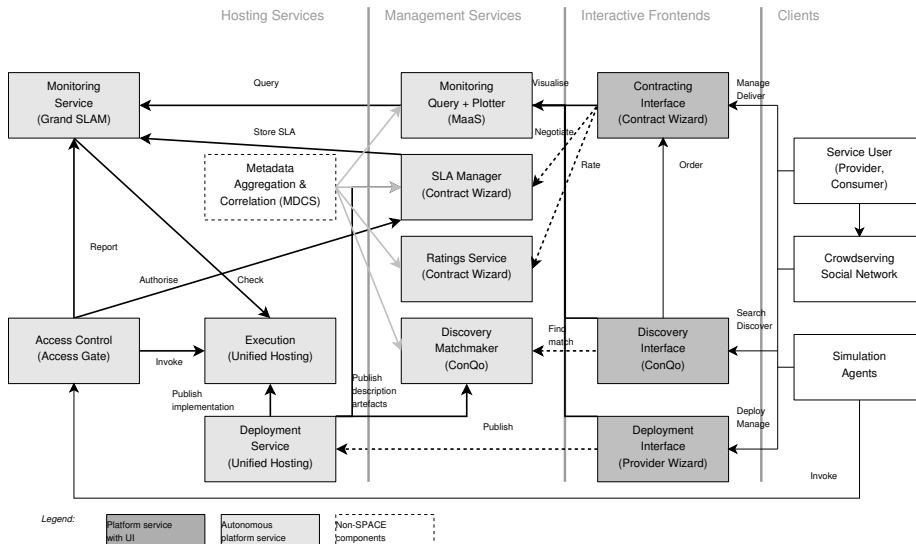 Hosting Services
Management Services
Interactive Frontends
Clients
Monitoring
Service
(Grand SLAM)
Query
Monitoring
Query + Plotter
(MaaS)
Visualise
Contracting
Interface
(Contract Wizard)
Manage
Deliver
Store SLA
Negotiate
Metadata
Aggregation &
Correlation (MDCS)
SLA Manager
(Contract Wizard)
Rate
Order
Service User
(Provider,
Consumer)
Report
Authorise
Check
Ratings Service
(Contract Wizard)
Crowdserving
Social Network
Access Control
(Access Gate)
Invoke
Execution
(Unified Hosting)
Discovery
Matchmaker
(ConQo)
Find
match
Discovery
Interface
(ConQo)
Search
Discover
Simulation
Agents
Publish
implementation
Publish
description
artefacts
Deployment
Service
(Unified Hosting)
Publish
Deployment
Interface
(Provider Wizard)
Deploy
Manage
Invoke
Legend:
Platform service
with UI
Autonomous
platform service
Non-SPACE
components